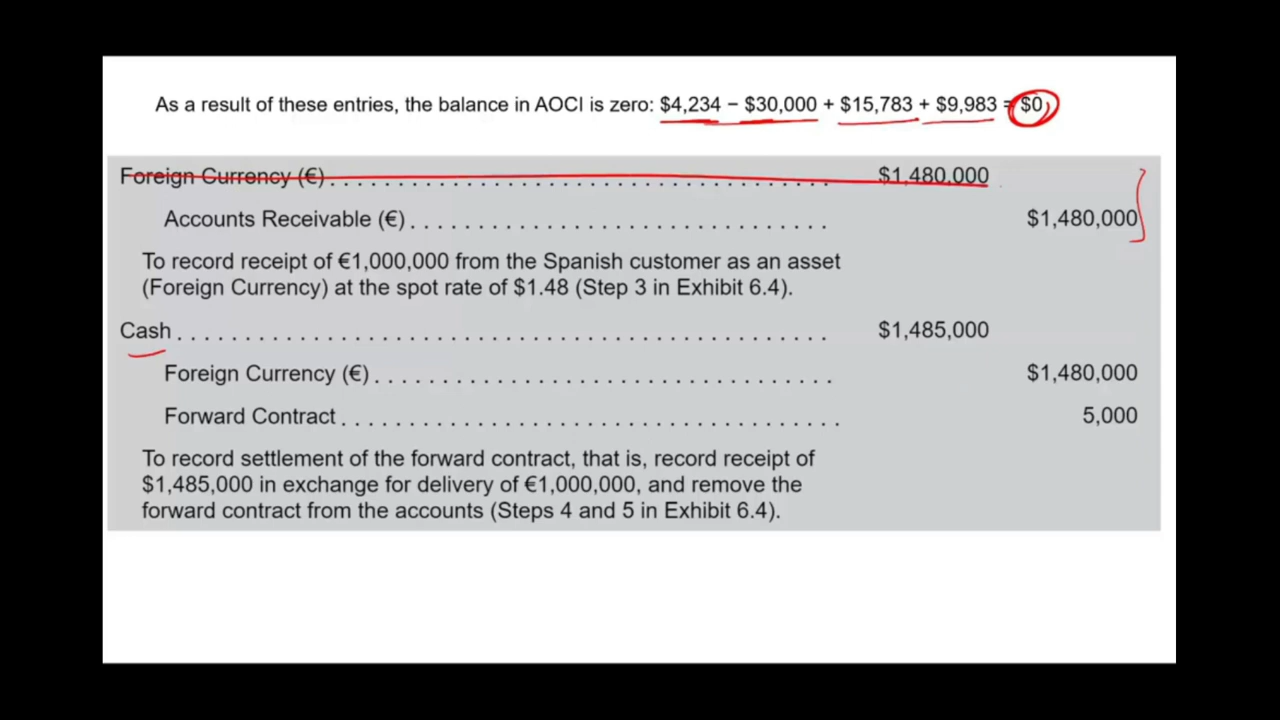 As a result of these entries, the balance in AOCI is zero: $4,234 − $30,000 + $15,783 + $9,983 = $0.
Foreign Currency (€) . . . . . . . . . . . . . . . . . . . . . . . . . . . . . . . . . . . . . $1,480,000
Accounts Receivable (€) . . . . . . . . . . . . . . . . . . . . . . . . . . . . . . . $1,480,000
To record receipt of €1,000,000 from the Spanish customer as an asset
(Foreign Currency) at the spot rate of $1.48 (Step 3 in Exhibit 6.4).
Cash . . . . . . . . . . . . . . . . . . . . . . . . . . . . . . . . . . . . . . . . . . . . . . . . $1,485,000
Foreign Currency (€) . . . . . . . . . . . . . . . . . . . . . . . . . . . . . . . . . . $1,480,000
Forward Contract . . . . . . . . . . . . . . . . . . . . . . . . . . . . . . . . . . . . . 5,000
To record settlement of the forward contract, that is, record receipt of
$1,485,000 in exchange for delivery of €1,000,000, and remove the
forward contract from the accounts (Steps 4 and 5 in Exhibit 6.4).